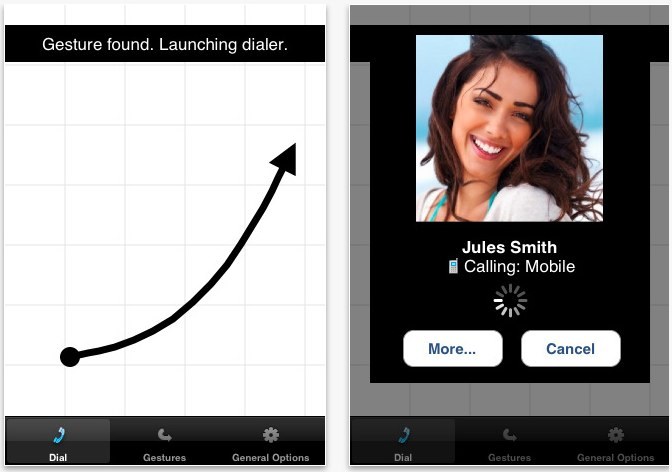 Gesture found. Launching dialer.
Dial
Gestures
General Options
Jules Smith
Calling: Mobile
More...
Cancel
Dial
Gestures
General Options